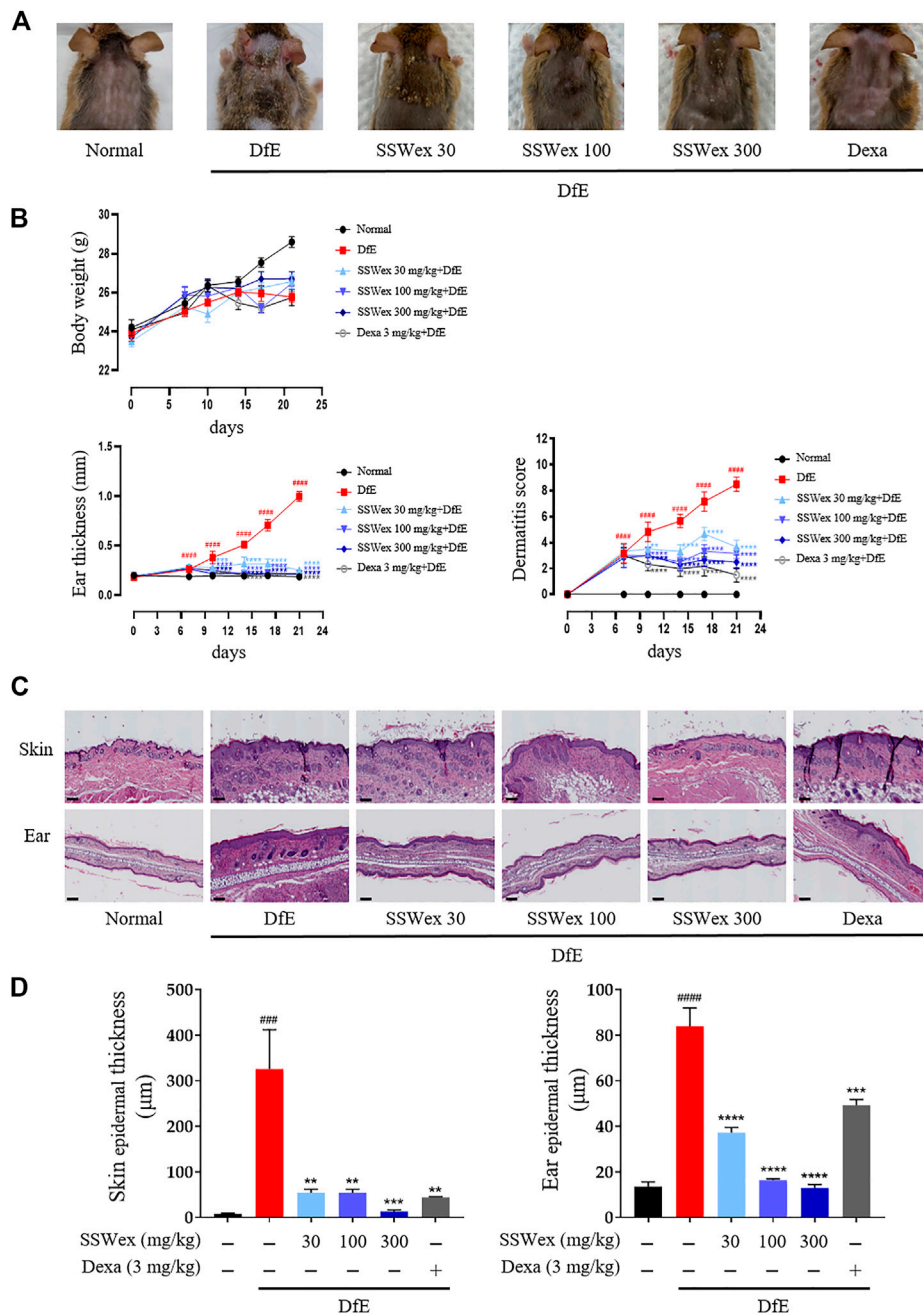 A
Normal
DfE
SSWex 30
SSWex 100
SSWex 300
Dexa
DfE
B
Body weight (g)
30
28
26
24
22
0
5
10
15
20
25
days
Normal
DfE
SSWex 30 mg/kg+DfE
SSWex 100 mg/kg+DfE
SSWex 300 mg/kg+DfE
Dexa 3 mg/kg+DfE
Ear thickness (mm)
1.5
1.0
0.5
0.0
#### #### #### #### ####
0 3 6 9 12 15 18 21 24
days
Normal
DfE
SSWex 30 mg/kg+DfE
SSWex 100 mg/kg+DfE
SSWex 300 mg/kg+DfE
Dexa 3 mg/kg+DfE
Dermatitis score
12
10
8
6
4
2
0
#### #### #### #### ####
0 3 6 9 12 15 18 21 24
days
Normal
DfE
SSWex 30 mg/kg+DfE
SSWex 100 mg/kg+DfE
SSWex 300 mg/kg+DfE
Dexa 3 mg/kg+DfE
C
Skin
Ear
Normal
DfE
SSWex 30
SSWex 100
SSWex 300
Dexa
DfE
D
Skin epidermal thickness
(μm)
500
400
300
200
100
0
###
** ** *** **
SSWex (mg/kg) – – 30 100 300 –
Dexa (3 mg/kg) – – – – – +
DfE
Ear epidermal thickness
(μm)
100
80
60
40
20
0
####
**** **** **** ***
SSWex (mg/kg) – – 30 100 300 –
Dexa (3 mg/kg) – – – – – +
DfE